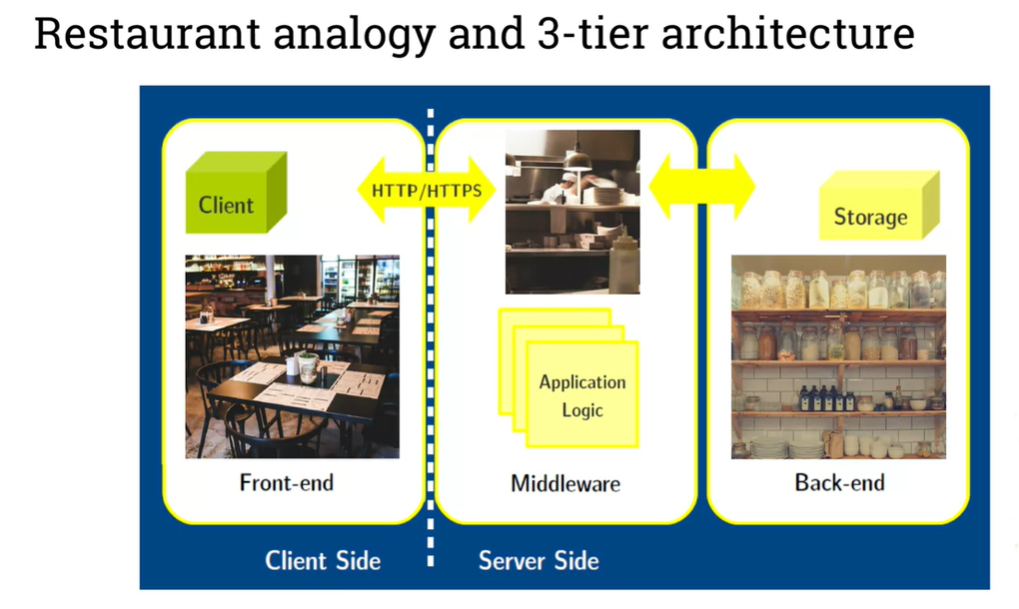 Restaurant analogy and 3-tier architecture
Client
HTTP/HTTPS
Storage
Application
Logic
Front-end
Middleware
Back-end
Client Side
Server Side